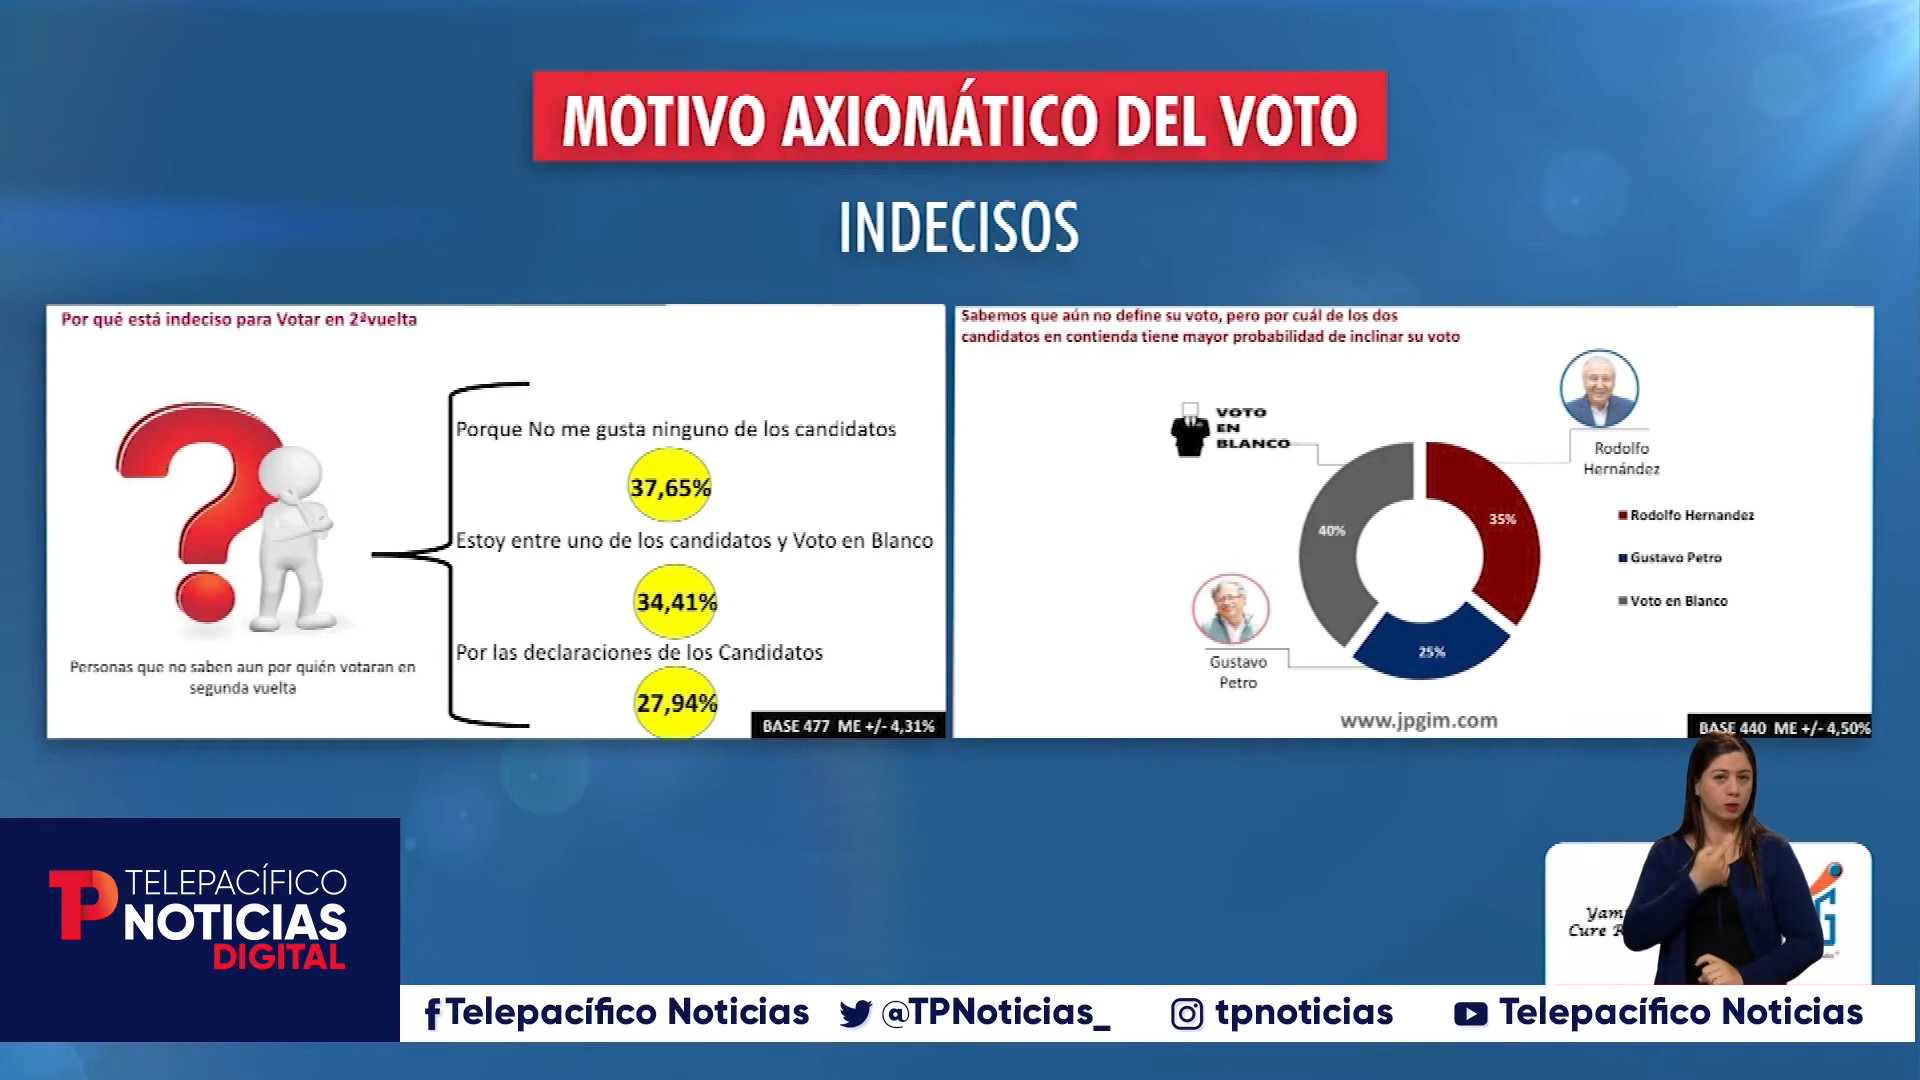 MOTIVO AXIOMÁTICO DEL VOTO
INDECISOS
Por qué está indeciso para Votar en 2ªvuelta
Porque No me gusta ninguno de los candidatos
37,65%
Estoy entre uno de los candidatos y Voto en Blanco
34,41%
Por las declaraciones de los Candidatos
27,94%
Personas que no saben aun por quién votaran en
segunda vuelta
BASE 477 ME +/- 4,31%
Sabemos que aún no define su voto, pero por cuál de los dos
candidatos en contienda tiene mayor probabilidad de inclinar su voto
VOTO
EN
BLANCO
Rodolfo
Hernández
40%
35%
25%
Gustavo
Petro
Rodolfo Hernandez
Gustavo Petro
Voto en Blanco
www.jpgim.com
BASE 440 ME +/- 4,50%
TP TELEPACÍFICO
NOTICIAS
DIGITAL
Cure
Telepacífico Noticias
@TPNoticias_
tpnoticias
Telepacífico Noticias